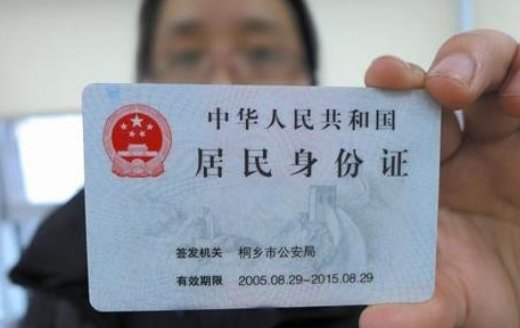 中华人民共和国
居民身份证
签发机关 桐乡市公安局
有效期限 2005.08.29-2015.08.29